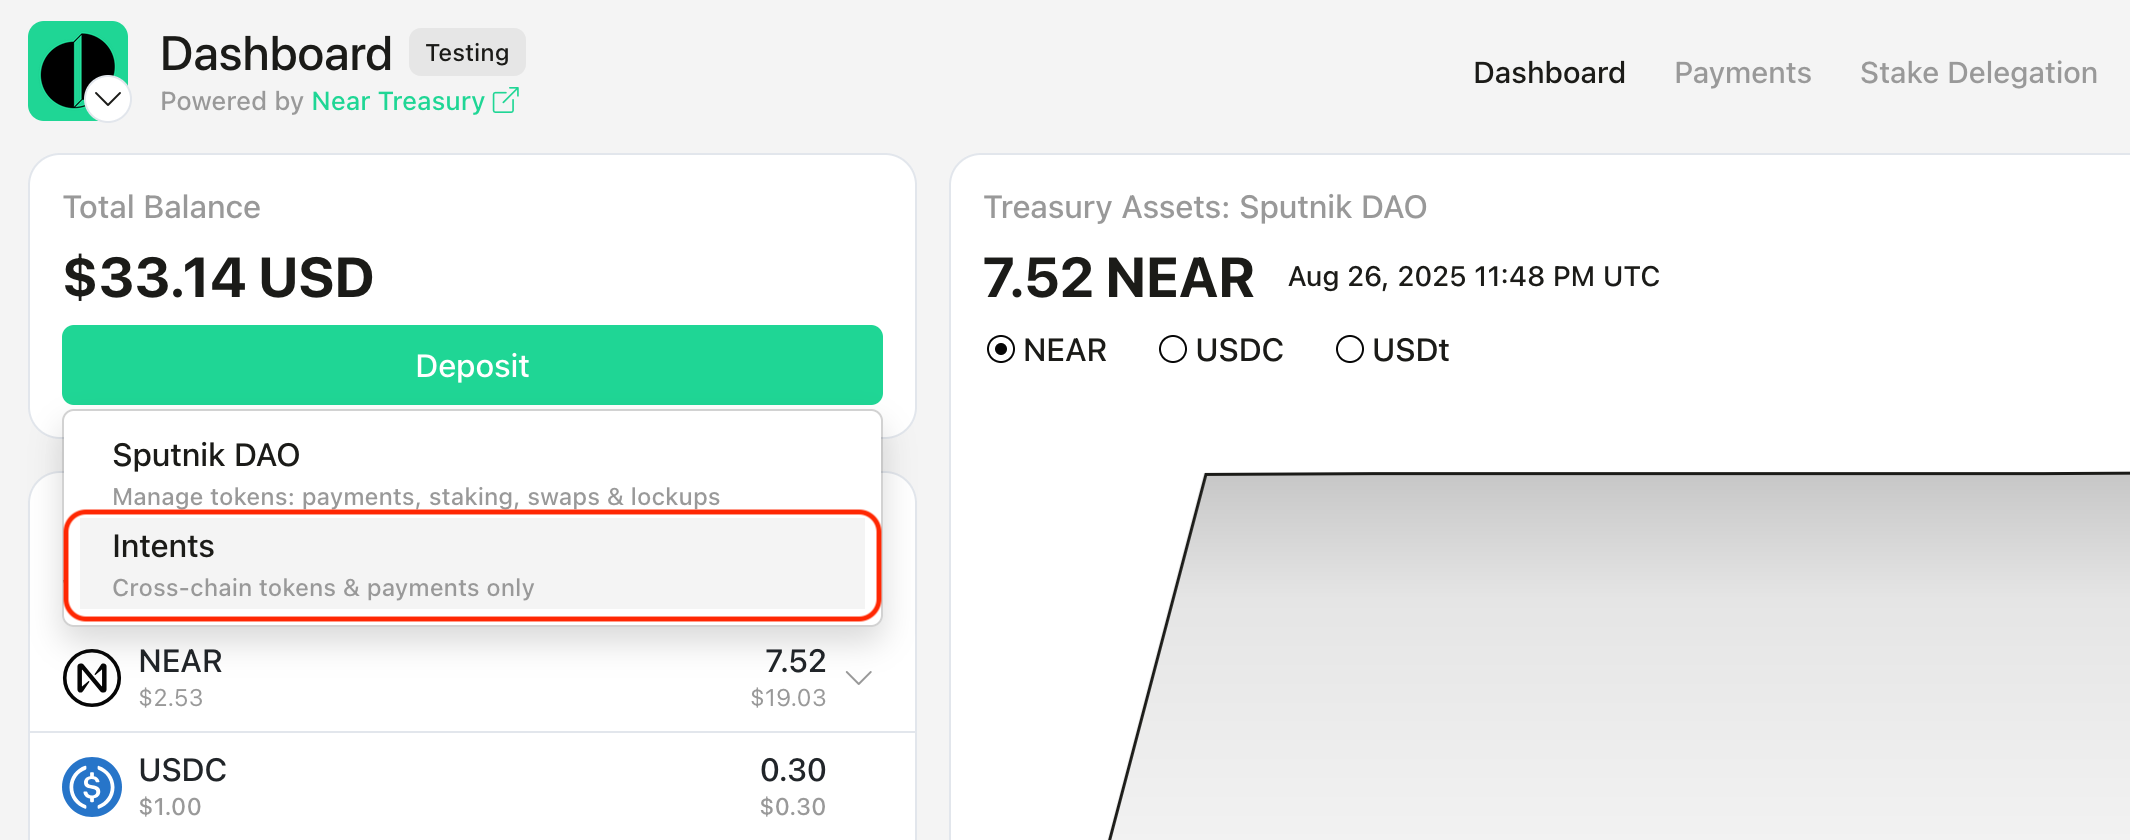 Dashboard Testing
Powered by Near Treasury
Dashboard Payments Stake Delegation
Total Balance
$33.14 USD
Deposit
Sputnik DAO
Manage tokens: payments, staking, swaps & lockups
Intents
Cross-chain tokens & payments only
NEAR 7.52
$2.53 $19.03
USDC 0.30
$1.00 $0.30
Treasury Assets: Sputnik DAO
7.52 NEAR Aug 26, 2025 11:48 PM UTC
NEAR USDC USDt